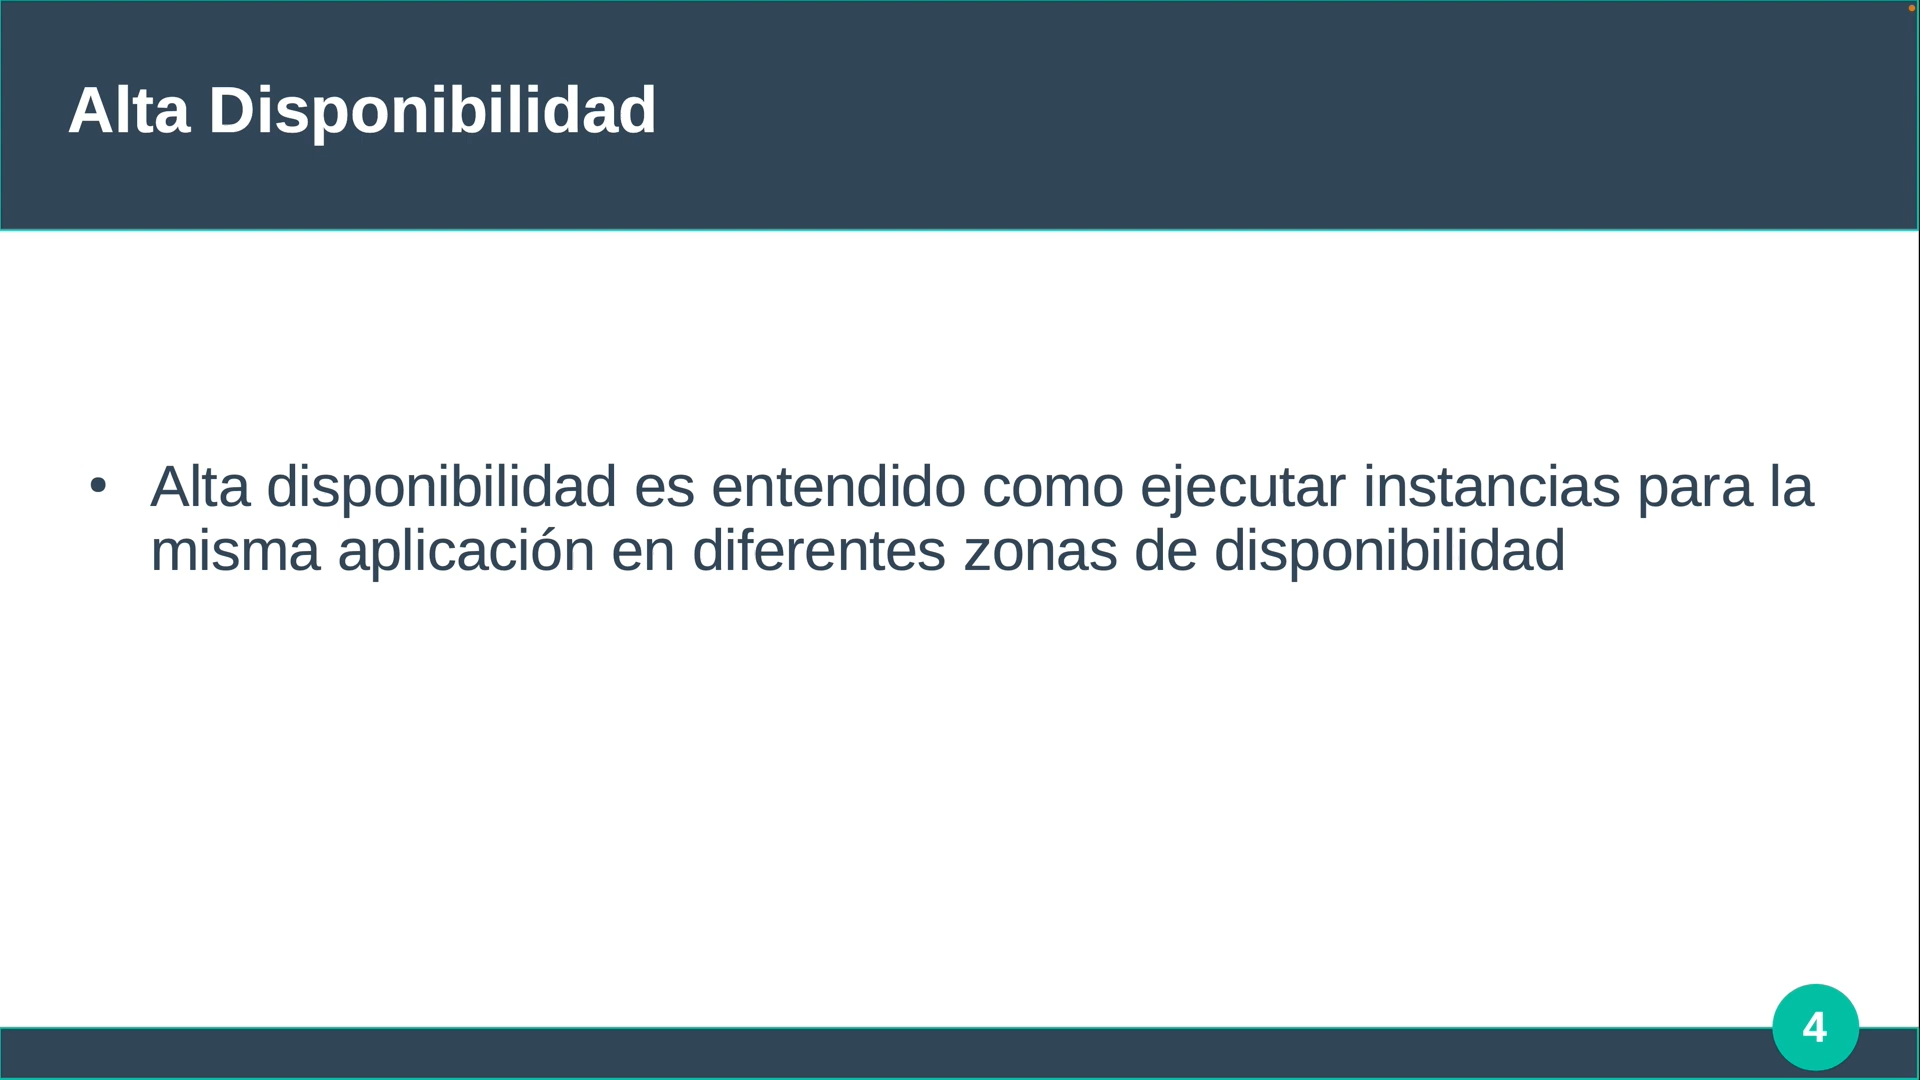 Alta Disponibilidad
• Alta disponibilidad es entendido como ejecutar instancias para la
misma aplicación en diferentes zonas de disponibilidad
4